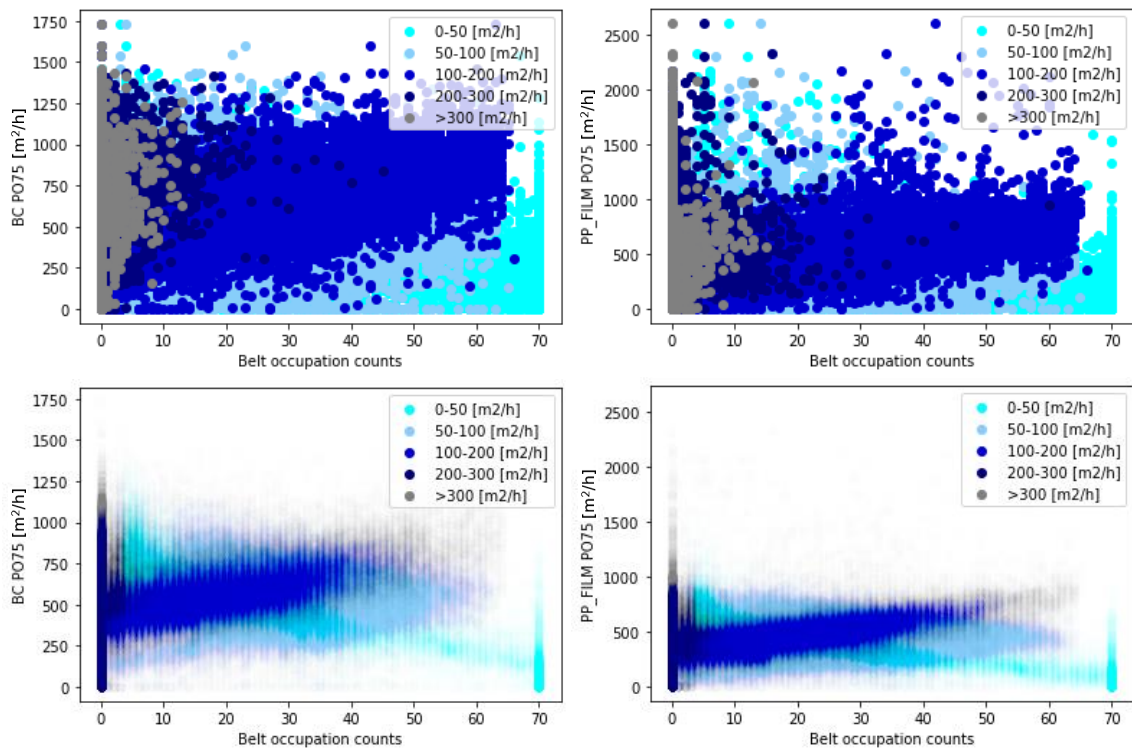 1750
1500
1250
1000
750
500
250
0
BC PO75 [m²/h]
0-50 [m2/h]
50-100 [m2/h]
100-200 [m2/h]
200-300 [m2/h]
>300 [m2/h]
0 10 20 30 40 50 60 70
Belt occupation counts
2500
2000
1500
1000
500
0
PP_FILM PO75 [m²/h]
0-50 [m2/h]
50-100 [m2/h]
100-200 [m2/h]
200-300 [m2/h]
>300 [m2/h]
0 10 20 30 40 50 60 70
Belt occupation counts
1750
1500
1250
1000
750
500
250
0
BC PO75 [m²/h]
0-50 [m2/h]
50-100 [m2/h]
100-200 [m2/h]
200-300 [m2/h]
>300 [m2/h]
0 10 20 30 40 50 60 70
Belt occupation counts
2500
2000
1500
1000
500
0
PP_FILM PO75 [m²/h]
0-50 [m2/h]
50-100 [m2/h]
100-200 [m2/h]
200-300 [m2/h]
>300 [m2/h]
0 10 20 30 40 50 60 70
Belt occupation counts